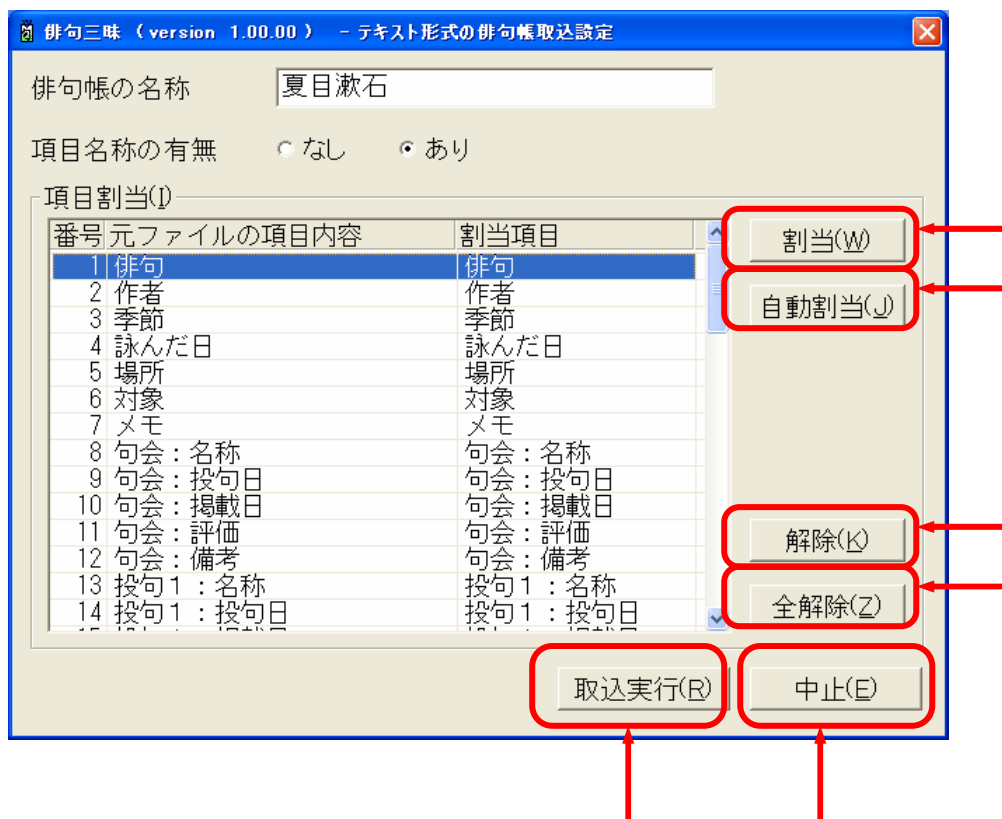 俳句三昧 （version 1.00.00） －テキスト形式の俳句帳取込設定
俳句帳の名称 夏目漱石
項目名称の有無 なし あり
項目割当(I)
番号 元ファイルの項目内容 割当項目
1 俳句 俳句
2 作者 作者
3 季節 季節
4 詠んだ日 詠んだ日
5 場所 場所
6 対象 対象
7 メモ メモ
8 句会：名称 句会：名称
9 句会：投句日 句会：投句日
10 句会：掲載日 句会：掲載日
11 句会：評価 句会：評価
12 句会：備考 句会：備考
13 投句1：名称 投句1：名称
14 投句1：投句日 投句1：投句日
割当(W)
自動割当(J)
解除(K)
全解除(Z)
取込実行(R) 中止(E)